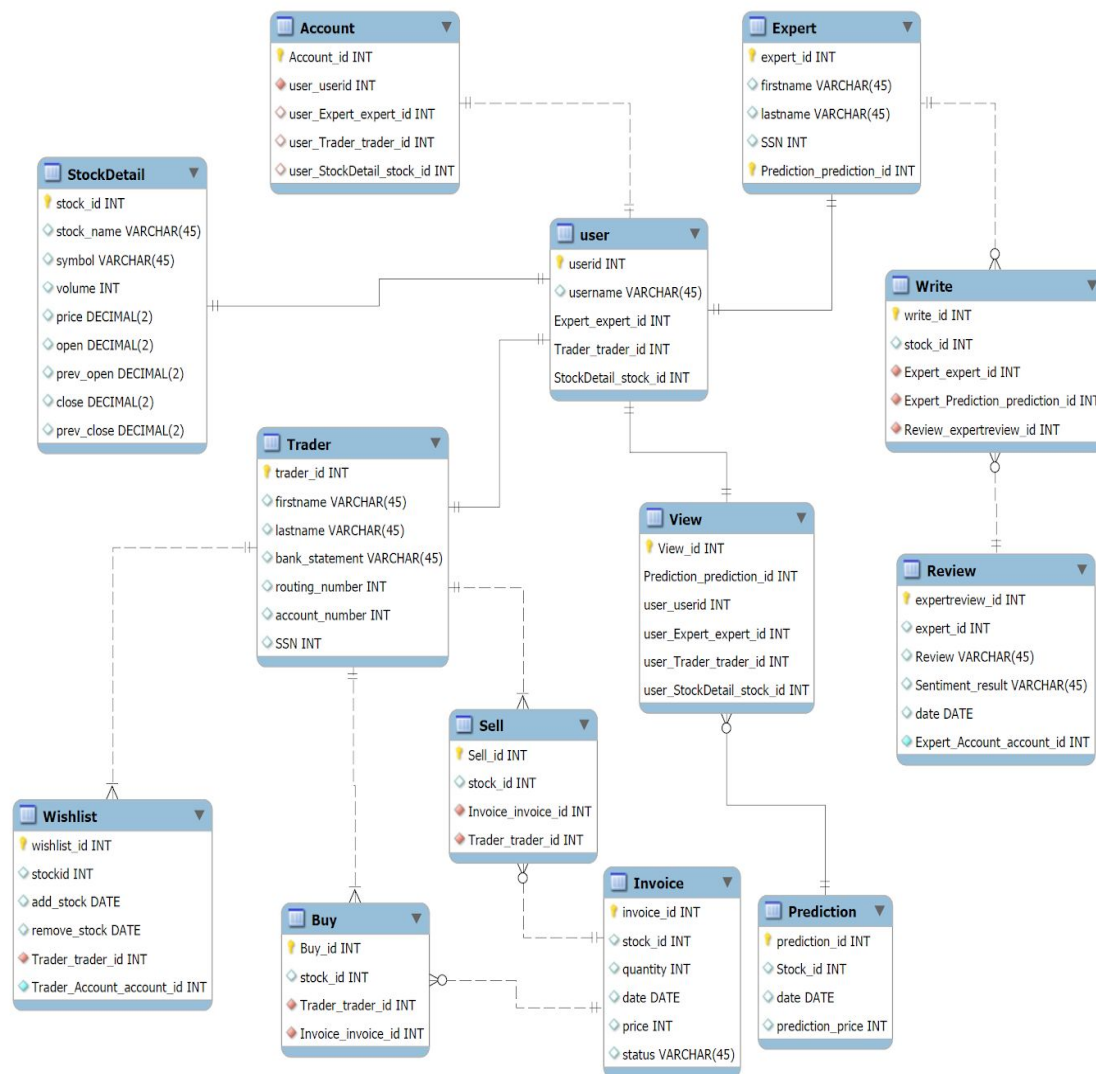 Account
Account_id INT
user_userid INT
user_Expert_expert_id INT
user_Trader_trader_id INT
user_StockDetail_stock_id INT
Expert
expert_id INT
firstname VARCHAR(45)
lastname VARCHAR(45)
SSN INT
Prediction_prediction_id INT
StockDetail
stock_id INT
stock_name VARCHAR(45)
symbol VARCHAR(45)
volume INT
price DECIMAL(2)
open DECIMAL(2)
prev_open DECIMAL(2)
close DECIMAL(2)
prev_close DECIMAL(2)
user
userid INT
username VARCHAR(45)
Expert_expert_id INT
Trader_trader_id INT
StockDetail_stock_id INT
Write
write_id INT
stock_id INT
Expert_expert_id INT
Expert_Prediction_prediction_id INT
Review_expertreview_id INT
Trader
trader_id INT
firstname VARCHAR(45)
lastname VARCHAR(45)
bank_statement VARCHAR(45)
routing_number INT
account_number INT
SSN INT
View
View_id INT
Prediction_prediction_id INT
user_userid INT
user_Expert_expert_id INT
user_Trader_trader_id INT
user_StockDetail_stock_id INT
Review
expertreview_id INT
expert_id INT
Review VARCHAR(45)
Sentiment_result VARCHAR(45)
date DATE
Expert_Account_account_id INT
Sell
Sell_id INT
stock_id INT
Invoice_invoice_id INT
Trader_trader_id INT
Wishlist
wishlist_id INT
stockid INT
add_stock DATE
remove_stock DATE
Trader_trader_id INT
Trader_Account_account_id INT
Buy
Buy_id INT
stock_id INT
Trader_trader_id INT
Invoice_invoice_id INT
Invoice
invoice_id INT
stock_id INT
quantity INT
date DATE
price INT
status VARCHAR(45)
Prediction
prediction_id INT
Stock_id INT
date DATE
prediction_price INT